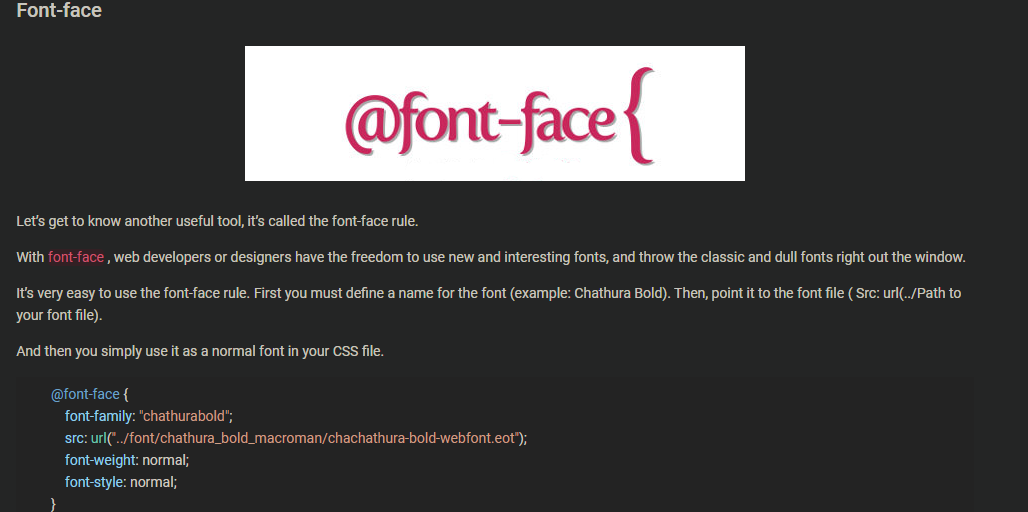 Font-face
@font-face{
Let’s get to know another useful tool, it’s called the font-face rule.
With font-face , web developers or designers have the freedom to use new and interesting fonts, and throw the classic and dull fonts right out the window.
It’s very easy to use the font-face rule. First you must define a name for the font (example: Chathura Bold). Then, point it to the font file ( Src: url(../Path to
your font file).
And then you simply use it as a normal font in your CSS file.
@font-face {
font-family: "chathurabold";
src: url("../font/chathura_bold_macroman/chachathura-bold-webfont.eot");
font-weight: normal;
font-style: normal;
}